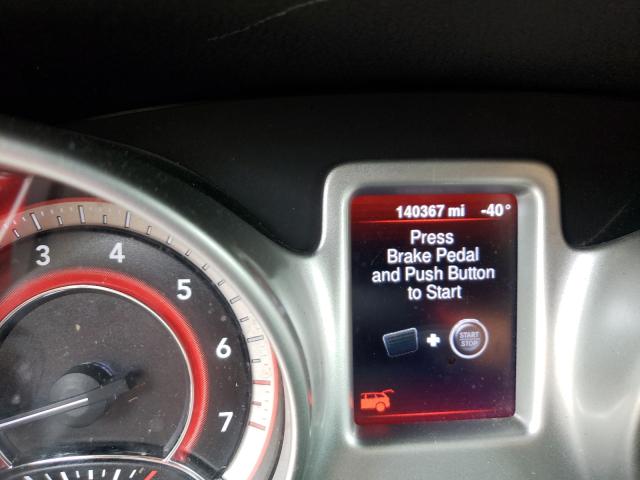 140367 mi -40°
Press
Brake Pedal
and Push Button
to Start
START
STOP
3
4
5
6
7